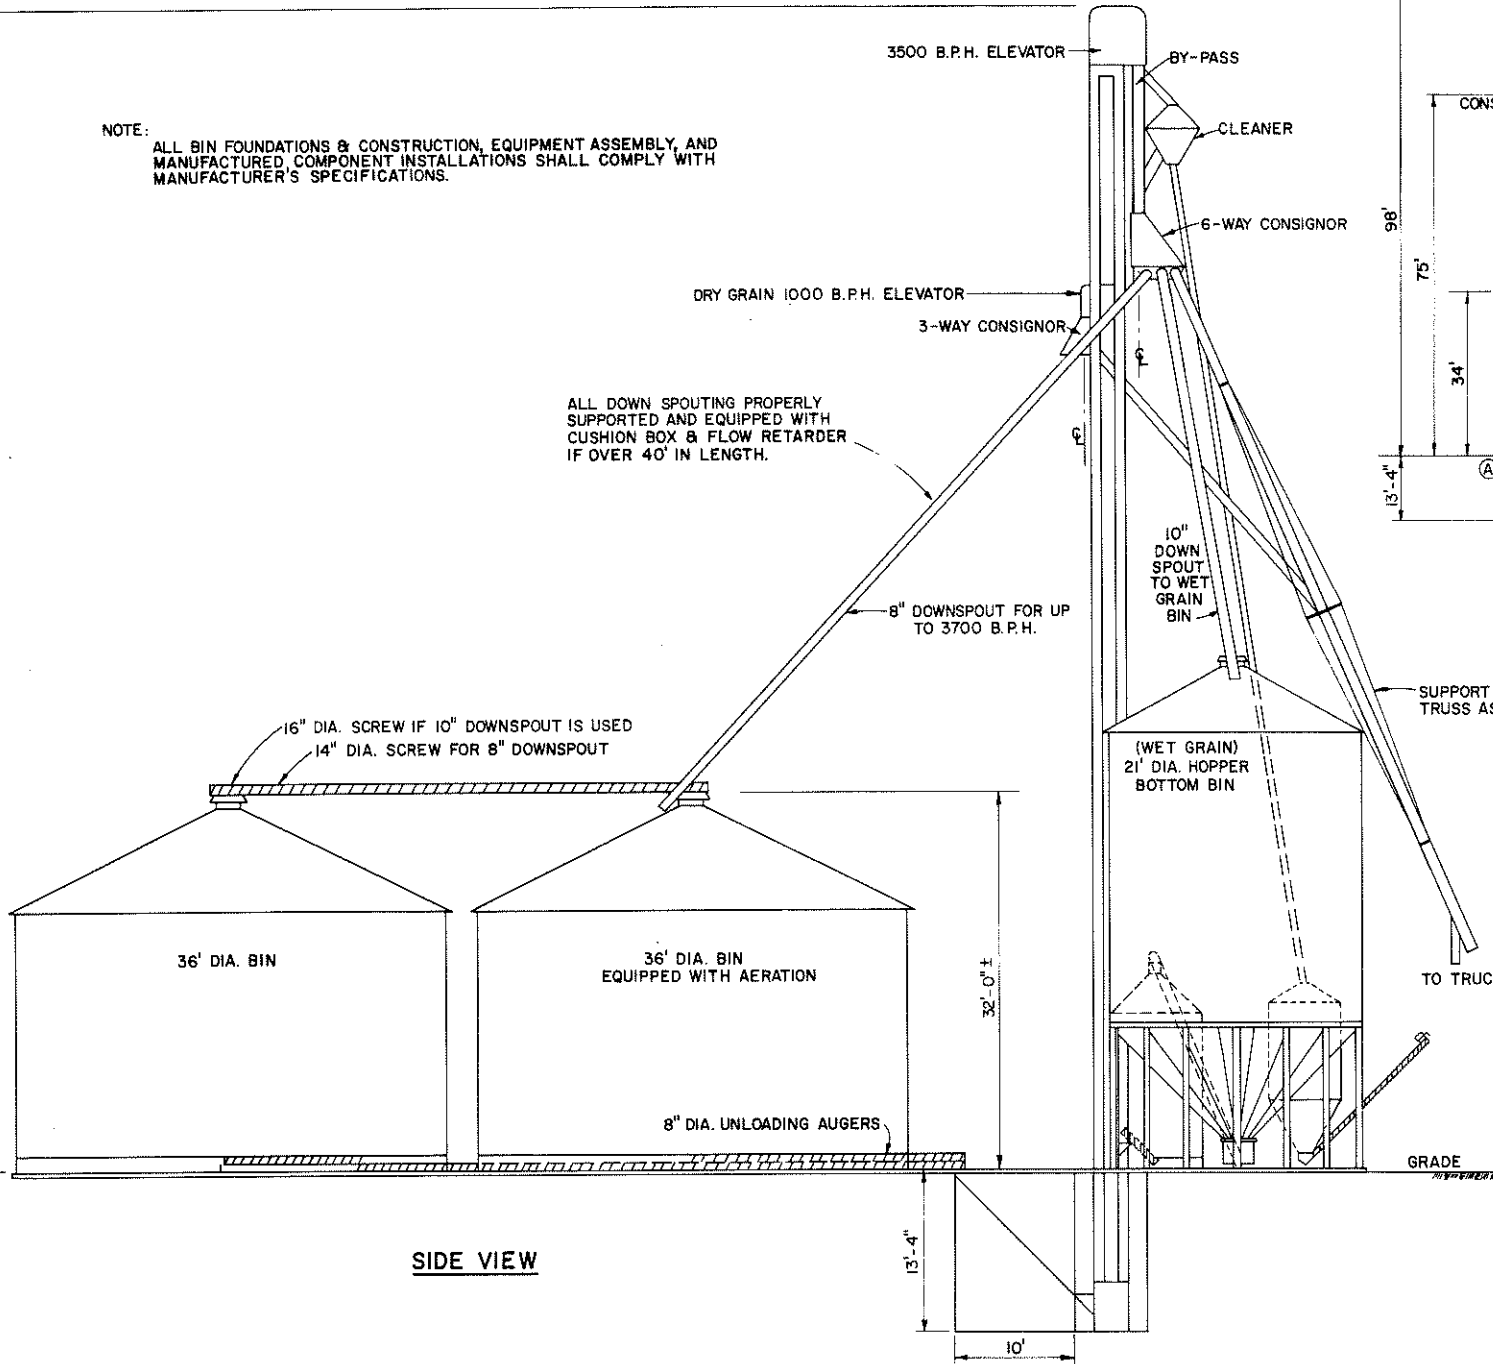 3500 B.P.H. ELEVATOR
BY-PASS
CONS
NOTE:
ALL BIN FOUNDATIONS & CONSTRUCTION, EQUIPMENT ASSEMBLY, AND
MANUFACTURED COMPONENT INSTALLATIONS SHALL COMPLY WITH
MANUFACTURER'S SPECIFICATIONS.
CLEANER
98'
75'
6-WAY CONSIGNOR
DRY GRAIN 1000 B.P.H. ELEVATOR
3-WAY CONSIGNOR
℄
34'
ALL DOWN SPOUTING PROPERLY
SUPPORTED AND EQUIPPED WITH
CUSHION BOX & FLOW RETARDER
IF OVER 40' IN LENGTH.
℄
A
13'-4"
10"
DOWN
SPOUT
TO WET
GRAIN
BIN
8" DOWNSPOUT FOR UP
TO 3700 B.P.H.
SUPPORT
TRUSS AS
16" DIA. SCREW IF 10" DOWNSPOUT IS USED
14" DIA. SCREW FOR 8" DOWNSPOUT
(WET GRAIN)
21' DIA. HOPPER
BOTTOM BIN
36' DIA. BIN
36' DIA. BIN
EQUIPPED WITH AERATION
32'-0" ±
TO TRUC
8" DIA. UNLOADING AUGERS
GRADE
13'-4"
SIDE VIEW
10'